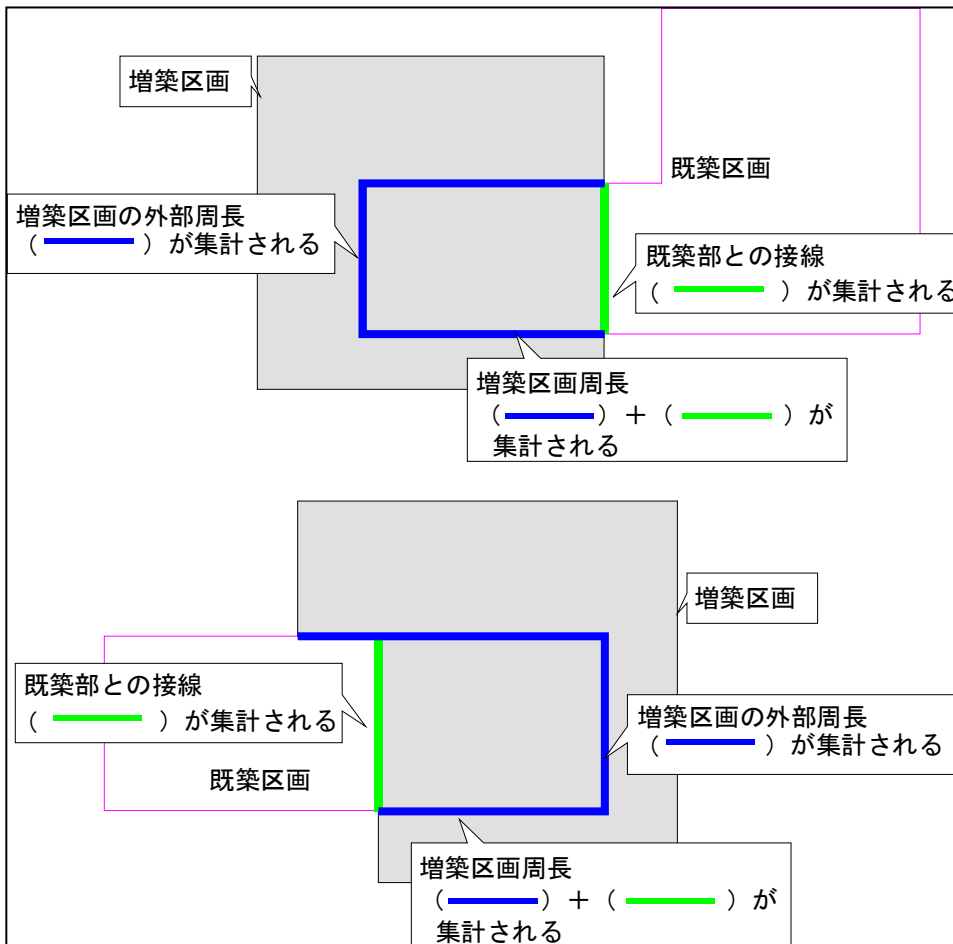 増築区画
既築区画
増築区画の外部周長
（　　　）が集計される
既築部との接線
（　　　）が集計される
増築区画周長
（　　　）＋（　　　）が
集計される
増築区画
既築部との接線
（　　　）が集計される
増築区画の外部周長
（　　　）が集計される
既築区画
増築区画周長
（　　　）＋（　　　）が
集計される